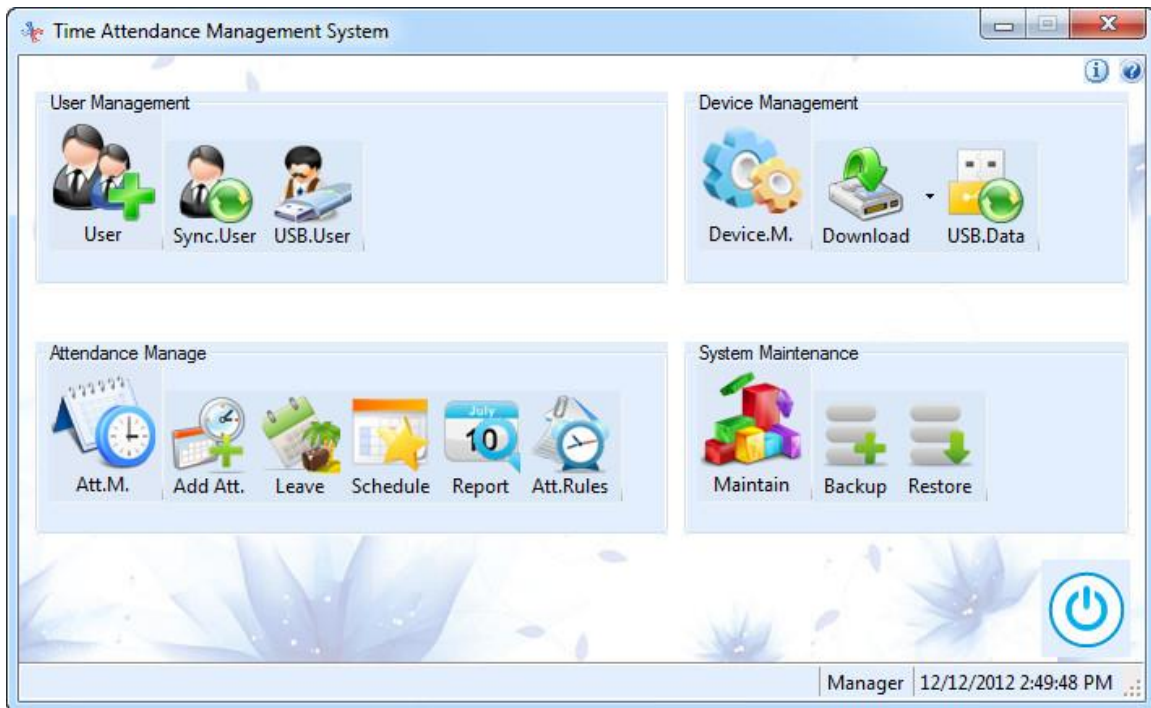 Time Attendance Management System
User Management
User
Sync.User
USB.User
Device Management
Device.M.
Download
USB.Data
Attendance Manage
Att.M.
Add Att.
Leave
Schedule
July
10
Report
Att.Rules
System Maintenance
Maintain
Backup
Restore
Manager
12/12/2012 2:49:48 PM